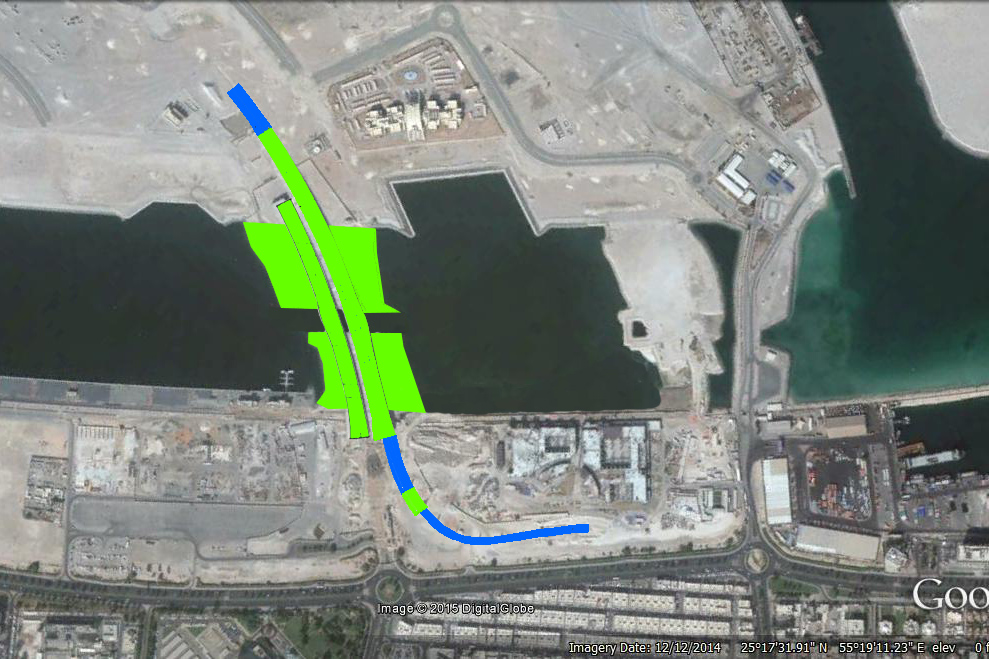 Goo
Image © 2015 DigitalGlobe
Imagery Date: 12/12/2014 25°17'31.91" N 55°19'11.23" E elev 0 f